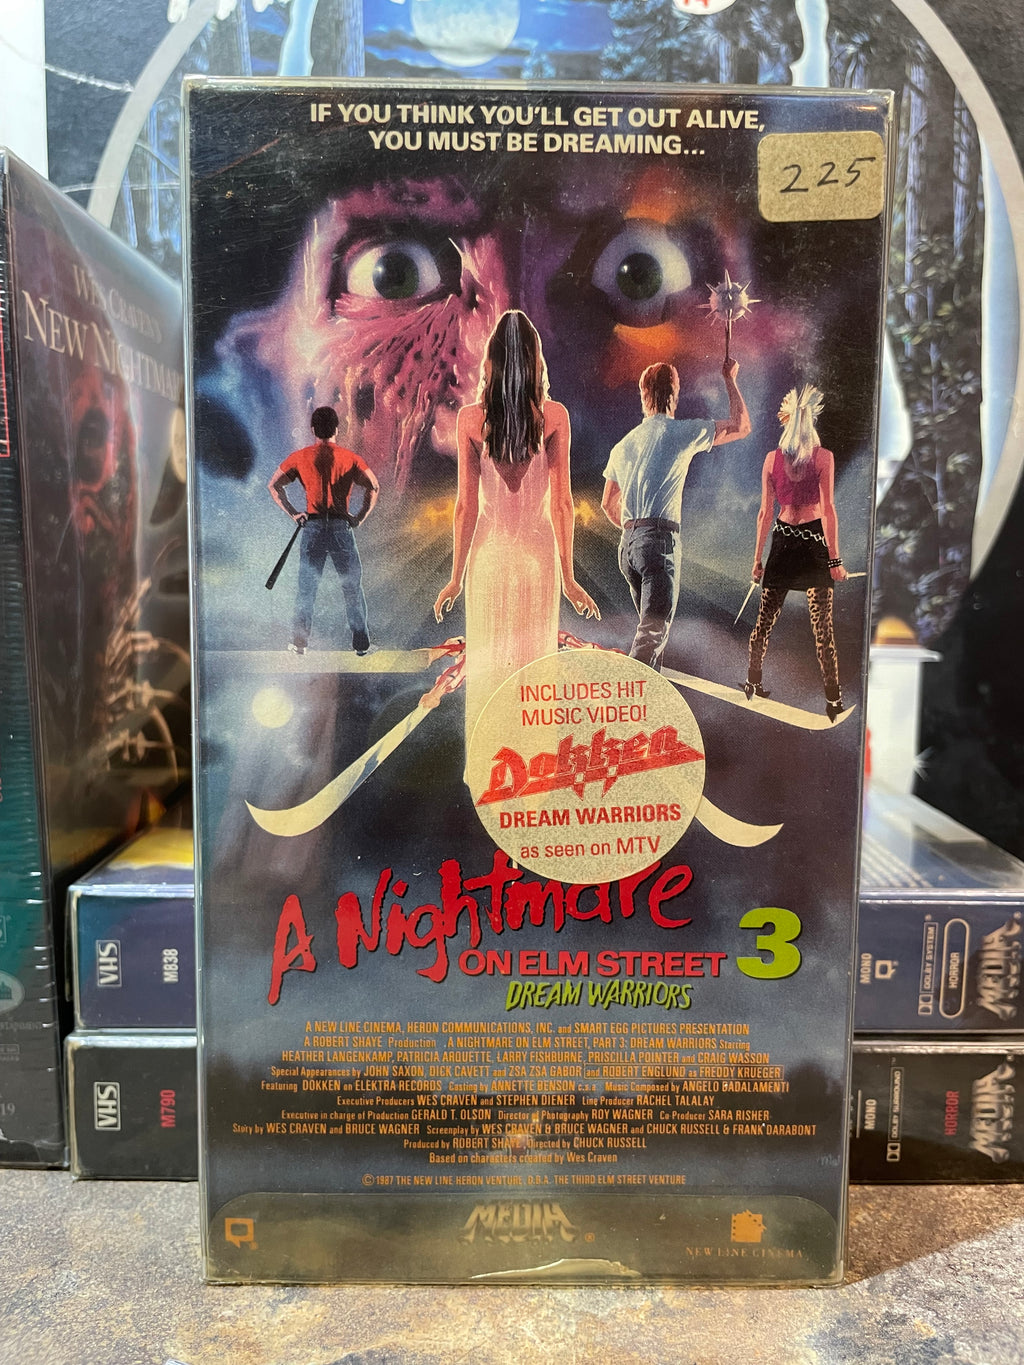 IF YOU THINK YOU'LL GET OUT ALIVE,
YOU MUST BE DREAMING...
225
WES CRAVEN'S
NEW NIGHTMARE
INCLUDES HIT
MUSIC VIDEO!
Dokken
DREAM WARRIORS
as seen on MTV
A Nightmare
ON ELM STREET 3
DREAM WARRIORS
A NEW LINE CINEMA, HERON COMMUNICATIONS, INC. and SMART EGG PICTURES PRESENTATION
A ROBERT SHAYE Production . A NIGHTMARE ON ELM STREET, PART 3: DREAM WARRIORS Starring
HEATHER LANGENKAMP, PATRICIA ARQUETTE, LARRY FISHBURNE, PRISCILLA POINTER and CRAIG WASSON
Special Appearances by JOHN SAXON, DICK CAVETT and ZSA ZSA GABOR and ROBERT ENGLUND as FREDDY KRUEGER
Featuring DOKKEN on ELEKTRA RECORDS Casting by ANNETTE BENSON c.s.a. Music Composed by ANGELO BADALAMENTI
Executive Producers WES CRAVEN and STEPHEN DIENER Line Producer RACHEL TALALAY
Executive in charge of Production GERALD T. OLSON Director of Photography ROY WAGNER Co-Producer SARA RISHER
Story by WES CRAVEN and BRUCE WAGNER Screenplay by WES CRAVEN & BRUCE WAGNER and CHUCK RUSSELL & FRANK DARABONT
Produced by ROBERT SHAYE Directed by CHUCK RUSSELL
Based on characters created by Wes Craven
© 1987 THE NEW LINE-HERON VENTURE, D.B.A. THE THIRD ELM STREET VENTURE
MEDIA ®
NEW LINE CINEMA
VHS
M838
VHS
M790
MONO
DOLBY SYSTEM ®
HORROR
MEDIA
MONO
HORROR
MEDIA
19